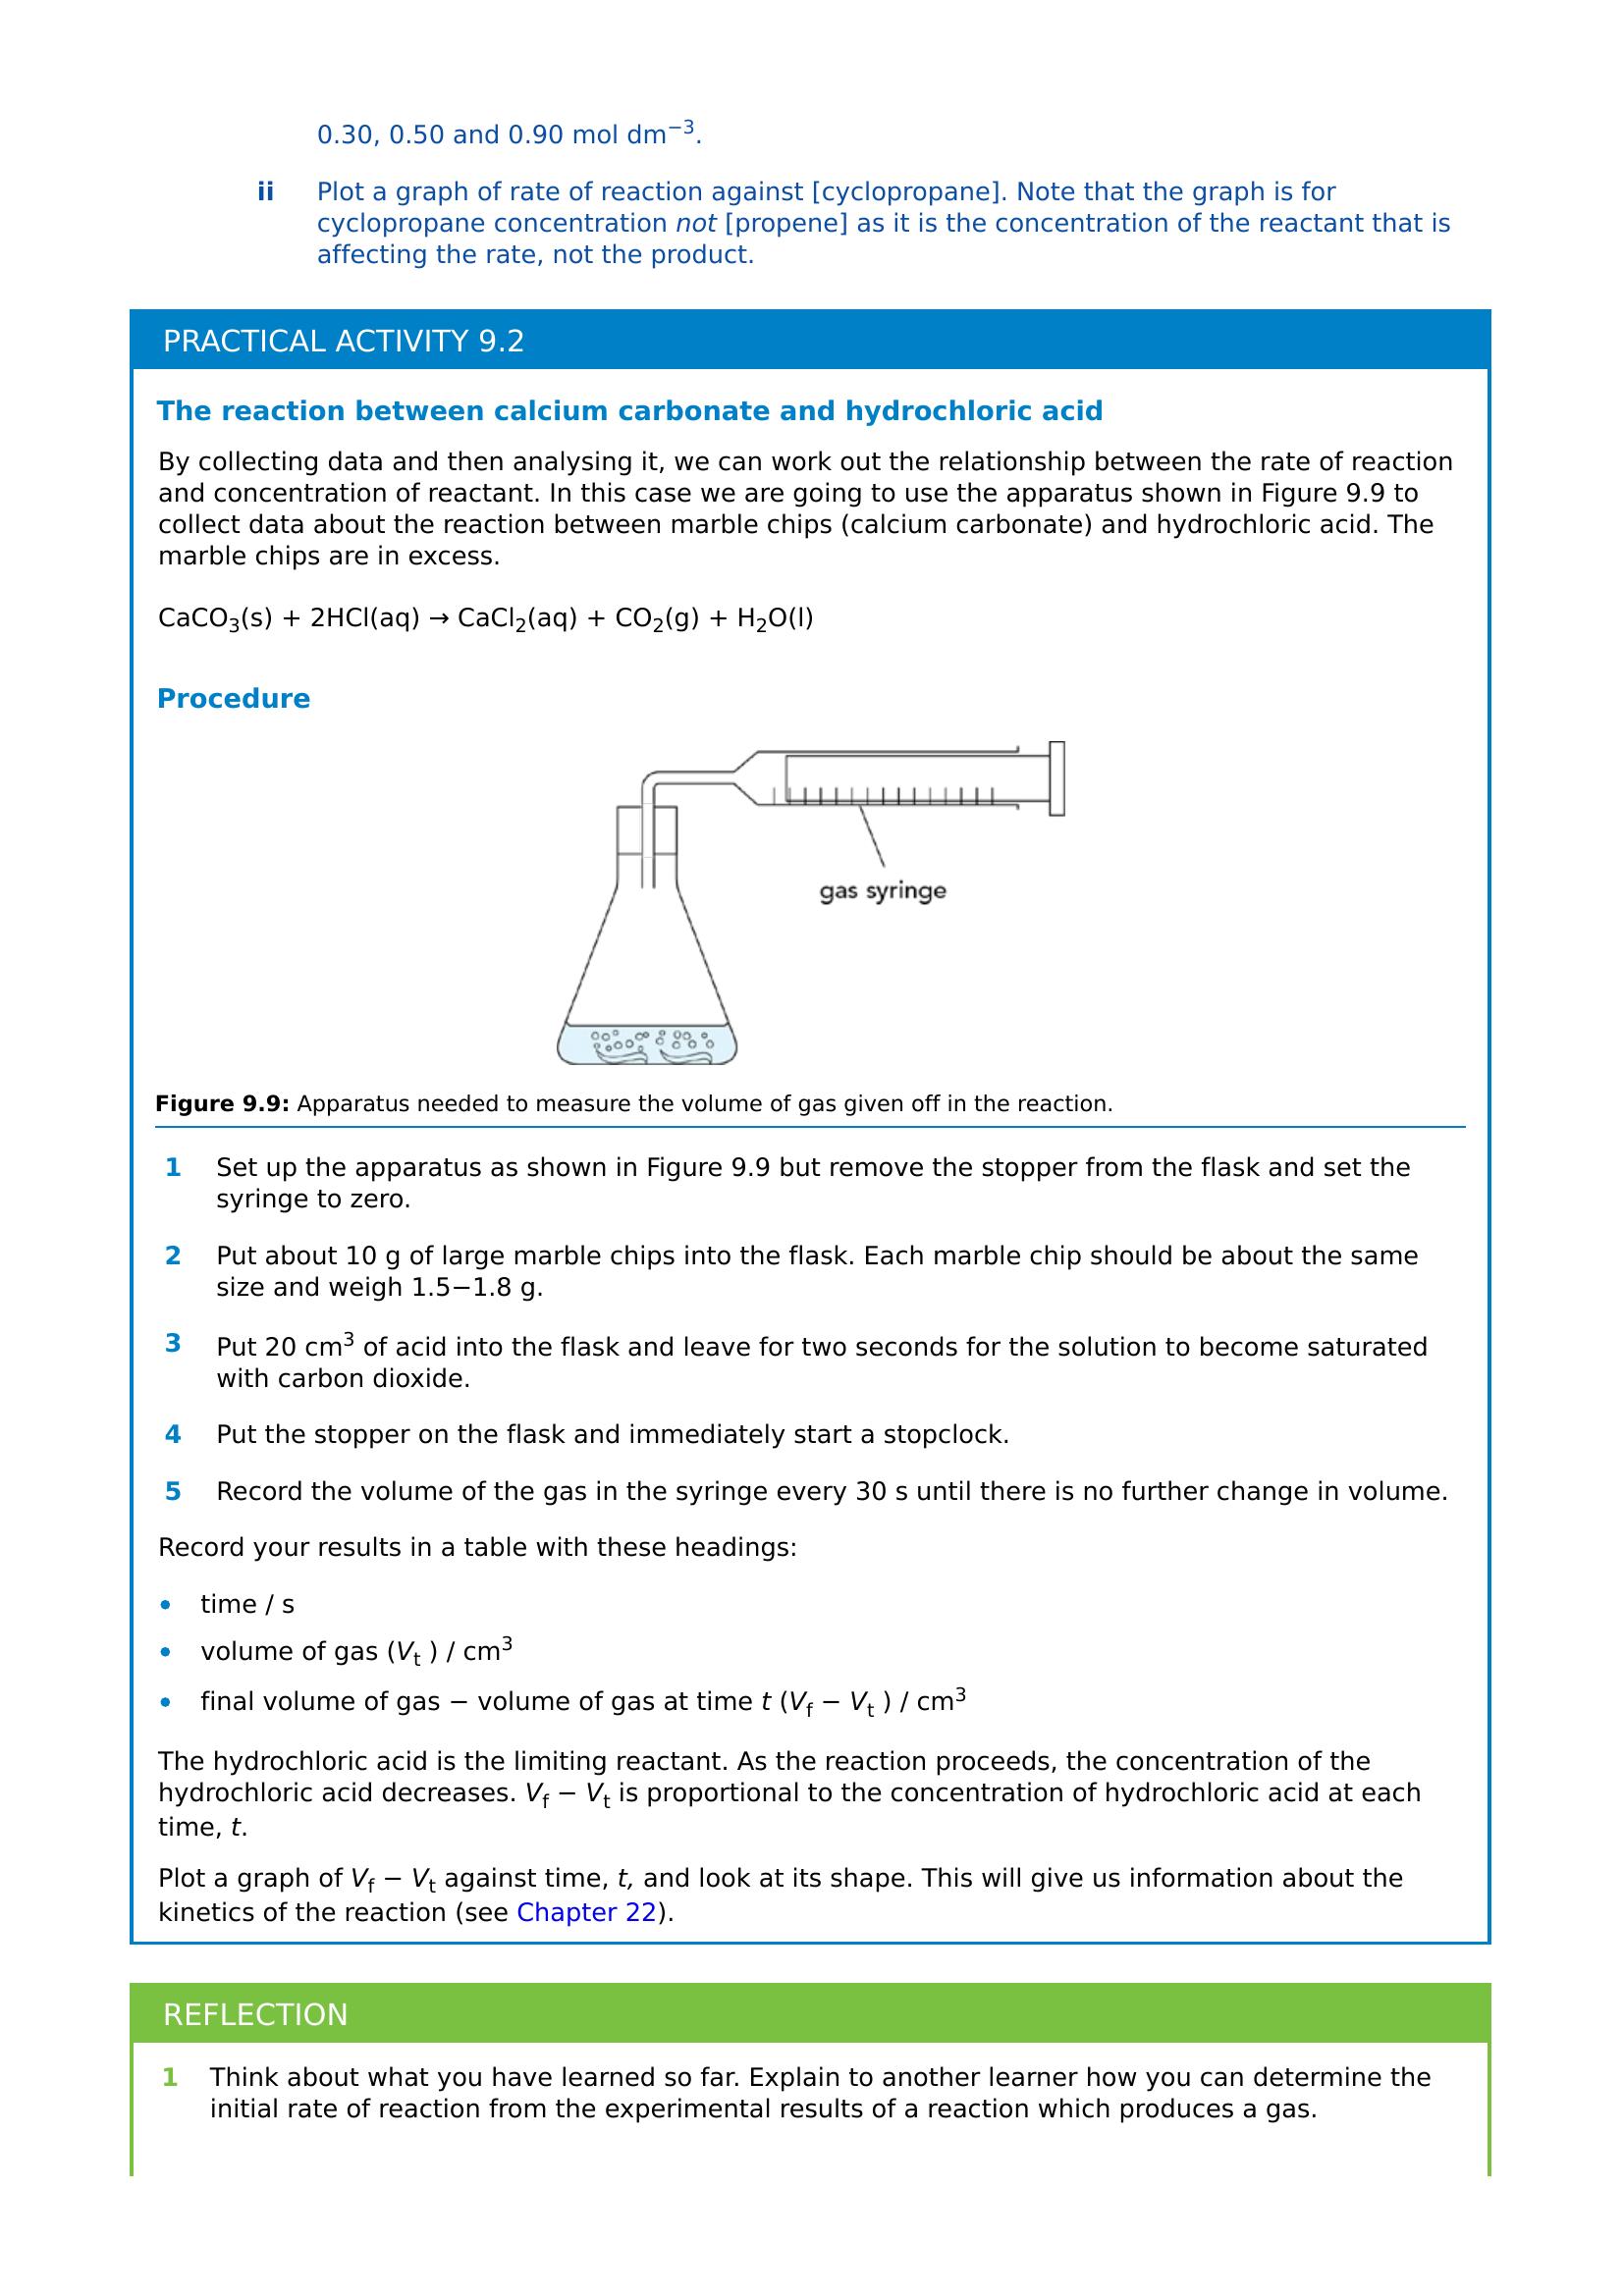 0.30, 0.50 and 0.90 mol dm⁻³.
ii Plot a graph of rate of reaction against [cyclopropane]. Note that the graph is for
cyclopropane concentration not [propene] as it is the concentration of the reactant that is
affecting the rate, not the product.
PRACTICAL ACTIVITY 9.2
The reaction between calcium carbonate and hydrochloric acid
By collecting data and then analysing it, we can work out the relationship between the rate of reaction
and concentration of reactant. In this case we are going to use the apparatus shown in Figure 9.9 to
collect data about the reaction between marble chips (calcium carbonate) and hydrochloric acid. The
marble chips are in excess.
CaCO₃(s) + 2HCl(aq) → CaCl₂(aq) + CO₂(g) + H₂O(l)
Procedure
gas syringe
Figure 9.9: Apparatus needed to measure the volume of gas given off in the reaction.
1 Set up the apparatus as shown in Figure 9.9 but remove the stopper from the flask and set the
syringe to zero.
2 Put about 10 g of large marble chips into the flask. Each marble chip should be about the same
size and weigh 1.5−1.8 g.
3 Put 20 cm³ of acid into the flask and leave for two seconds for the solution to become saturated
with carbon dioxide.
4 Put the stopper on the flask and immediately start a stopclock.
5 Record the volume of the gas in the syringe every 30 s until there is no further change in volume.
Record your results in a table with these headings:
• time / s
• volume of gas (Vₜ ) / cm³
• final volume of gas − volume of gas at time t (V_f − Vₜ ) / cm³
The hydrochloric acid is the limiting reactant. As the reaction proceeds, the concentration of the
hydrochloric acid decreases. V_f − Vₜ is proportional to the concentration of hydrochloric acid at each
time, t.
Plot a graph of V_f − Vₜ against time, t, and look at its shape. This will give us information about the
kinetics of the reaction (see Chapter 22).
REFLECTION
1 Think about what you have learned so far. Explain to another learner how you can determine the
initial rate of reaction from the experimental results of a reaction which produces a gas.